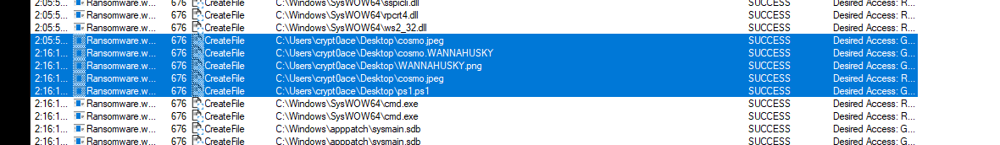 2:05:5... Ransomware.w... 676 CreateFile C:\Windows\SysWOW64\sspicli.dll SUCCESS Desired Access: R...
2:05:5... Ransomware.w... 676 CreateFile C:\Windows\SysWOW64\rpcrt4.dll SUCCESS Desired Access: R...
2:05:5... Ransomware.w... 676 CreateFile C:\Windows\SysWOW64\ws2_32.dll SUCCESS Desired Access: R...
2:05:5... Ransomware.w... 676 CreateFile C:\Users\crypt0ace\Desktop\cosmo.jpeg SUCCESS Desired Access: G...
2:16:1... Ransomware.w... 676 CreateFile C:\Users\crypt0ace\Desktop\cosmo.WANNAHUSKY SUCCESS Desired Access: R...
2:16:1... Ransomware.w... 676 CreateFile C:\Users\crypt0ace\Desktop\WANNAHUSKY.png SUCCESS Desired Access: G...
2:16:1... Ransomware.w... 676 CreateFile C:\Users\crypt0ace\Desktop\cosmo.jpeg SUCCESS Desired Access: R...
2:16:1... Ransomware.w... 676 CreateFile C:\Users\crypt0ace\Desktop\ps1.ps1 SUCCESS Desired Access: G...
2:16:1... Ransomware.w... 676 CreateFile C:\Windows\SysWOW64\cmd.exe SUCCESS Desired Access: R...
2:16:1... Ransomware.w... 676 CreateFile C:\Windows\SysWOW64\cmd.exe SUCCESS Desired Access: R...
2:16:1... Ransomware.w... 676 CreateFile C:\Windows\apppatch\sysmain.sdb SUCCESS Desired Access: G...
2:16:1... Ransomware.w... 676 CreateFile C:\Windows\apppatch\sysmain.sdb SUCCESS Desired Access: G...